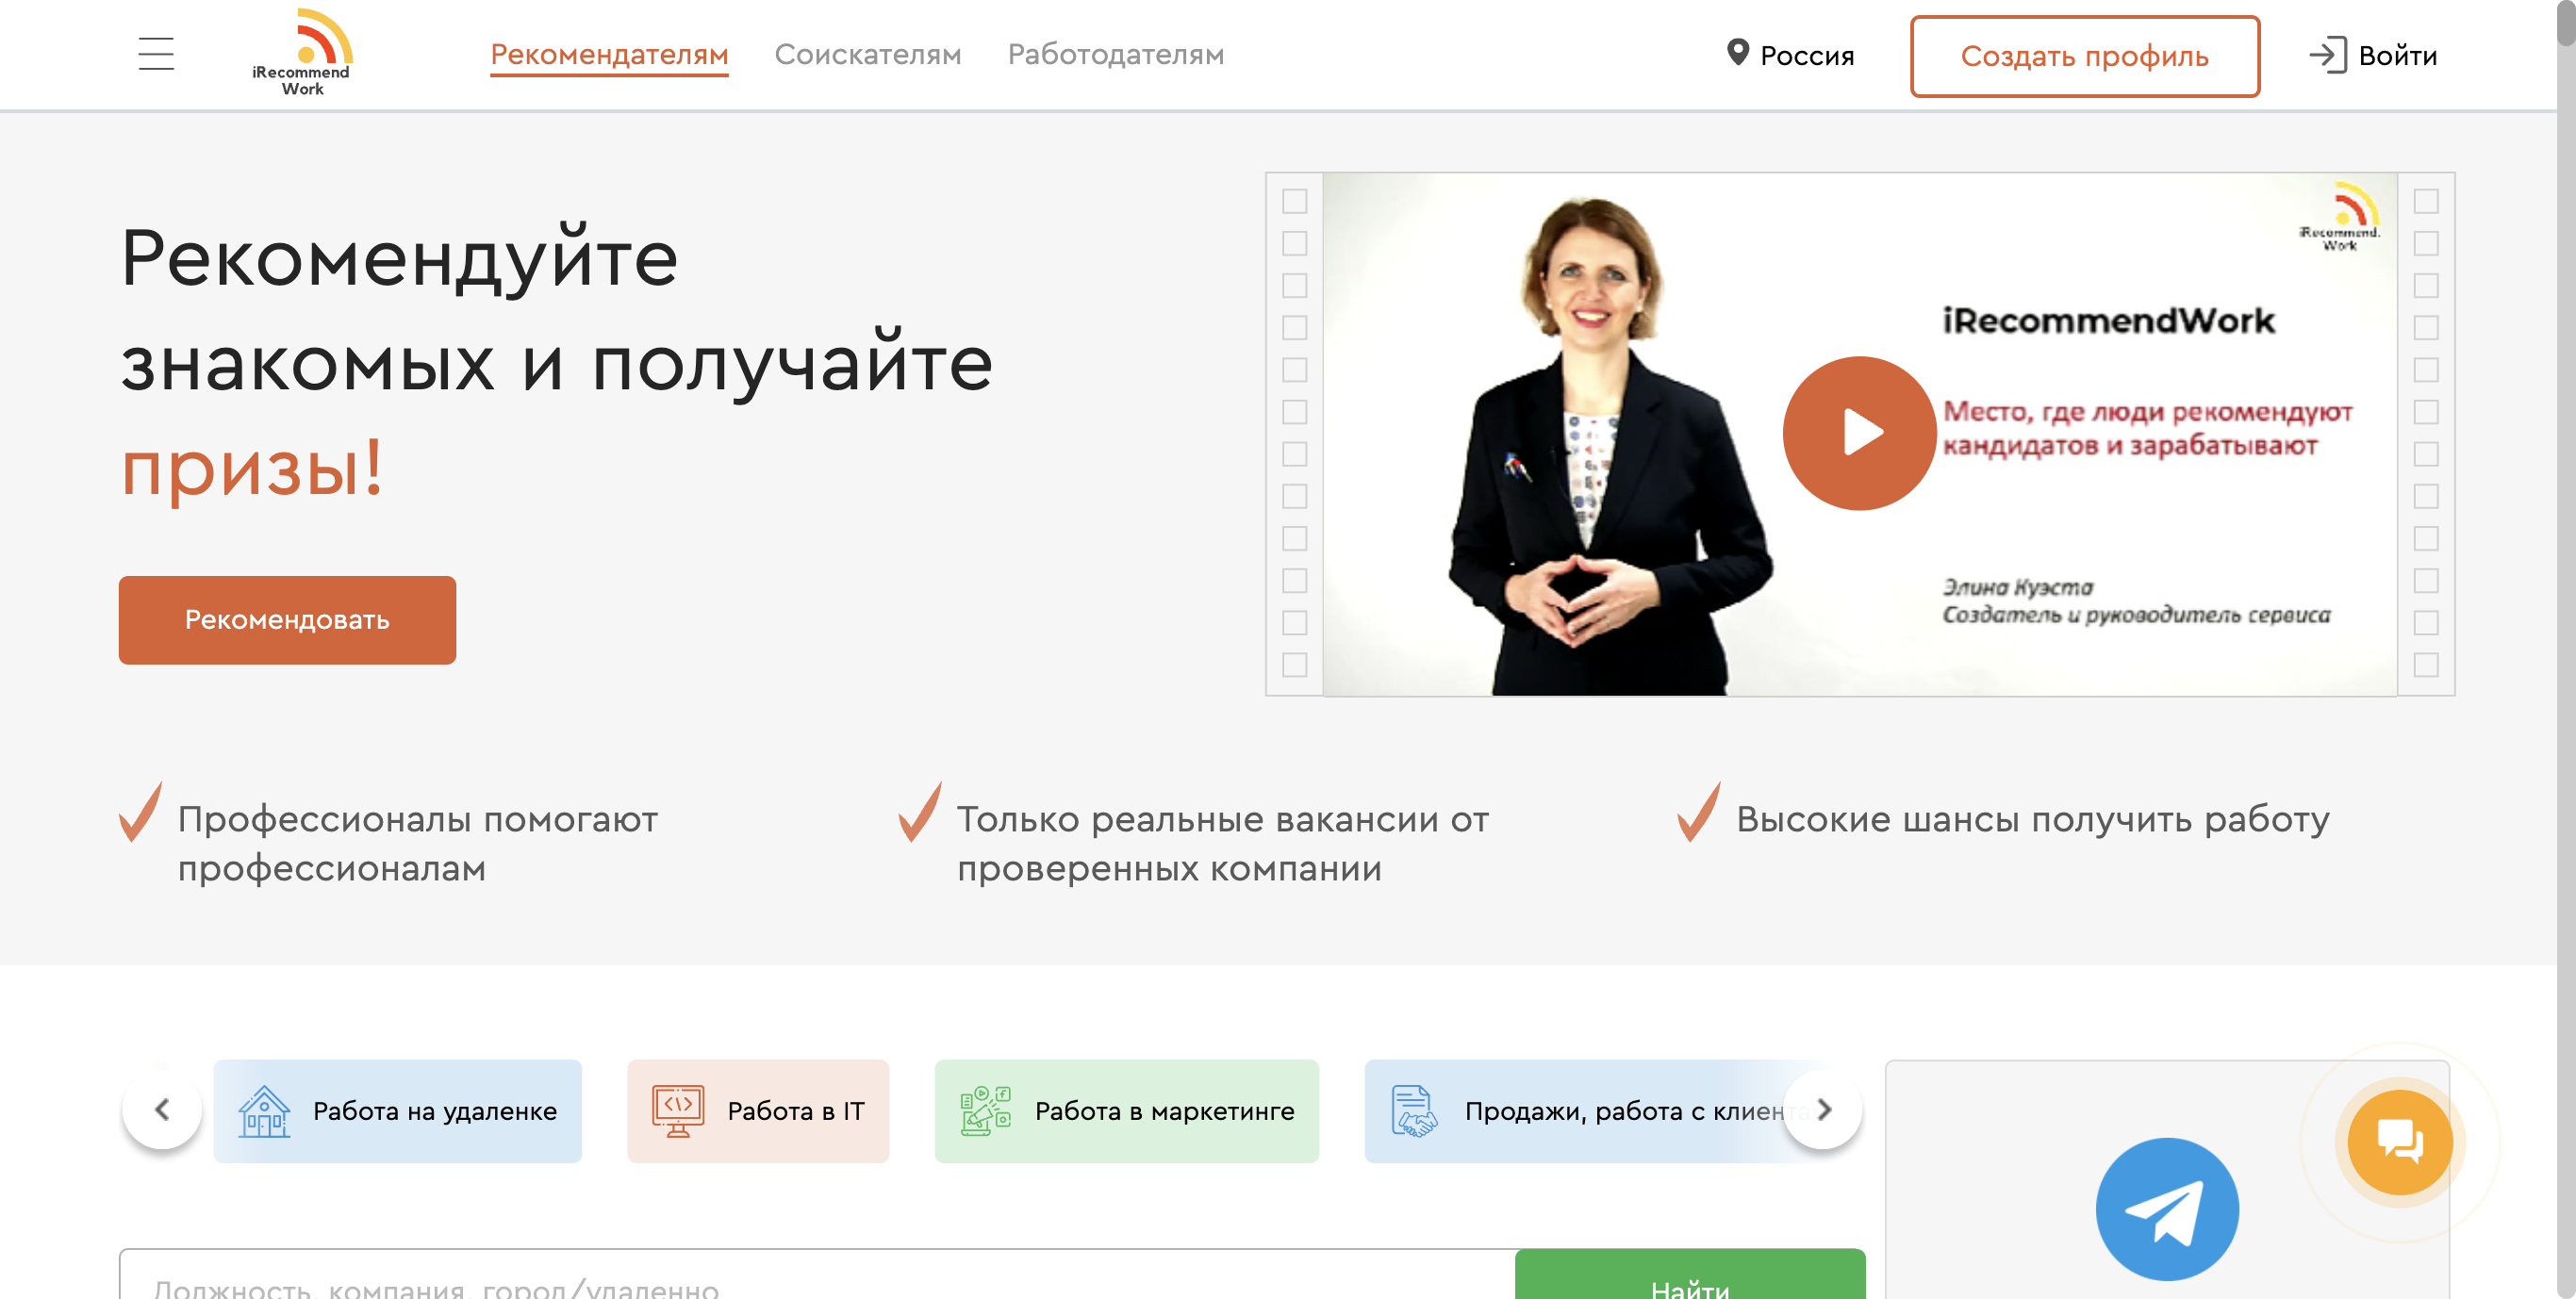 iRecommend
Work
Рекомендателям
Соискателям
Работодателям
Россия
Создать профиль
Войти
Рекомендуйте
знакомых и получайте
призы!
Рекомендовать
iRecommend.
Work
iRecommendWork
Место, где люди рекомендуют
кандидатов и зарабатывают
Элина Куэста
Создатель и руководитель сервиса
Профессионалы помогают
профессионалам
Только реальные вакансии от
проверенных компании
Высокие шансы получить работу
Работа на удаленке
Работа в IT
Работа в маркетинге
Продажи, работа с клиента
Должность, компания, город/удаленно
Найти